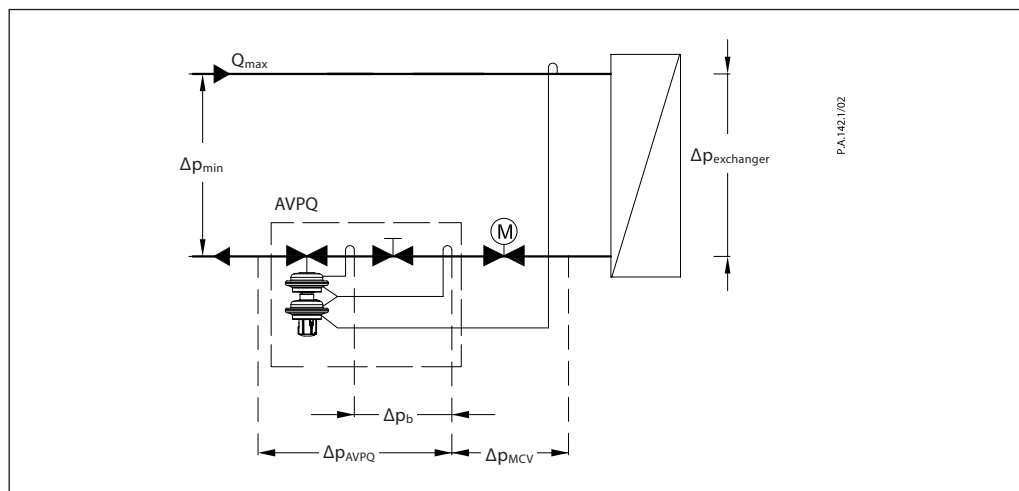 Qmax
P.A.142.1/02
Δpmin
Δpexchanger
AVPQ
M
Δpb
ΔpAVPQ
ΔpMCV